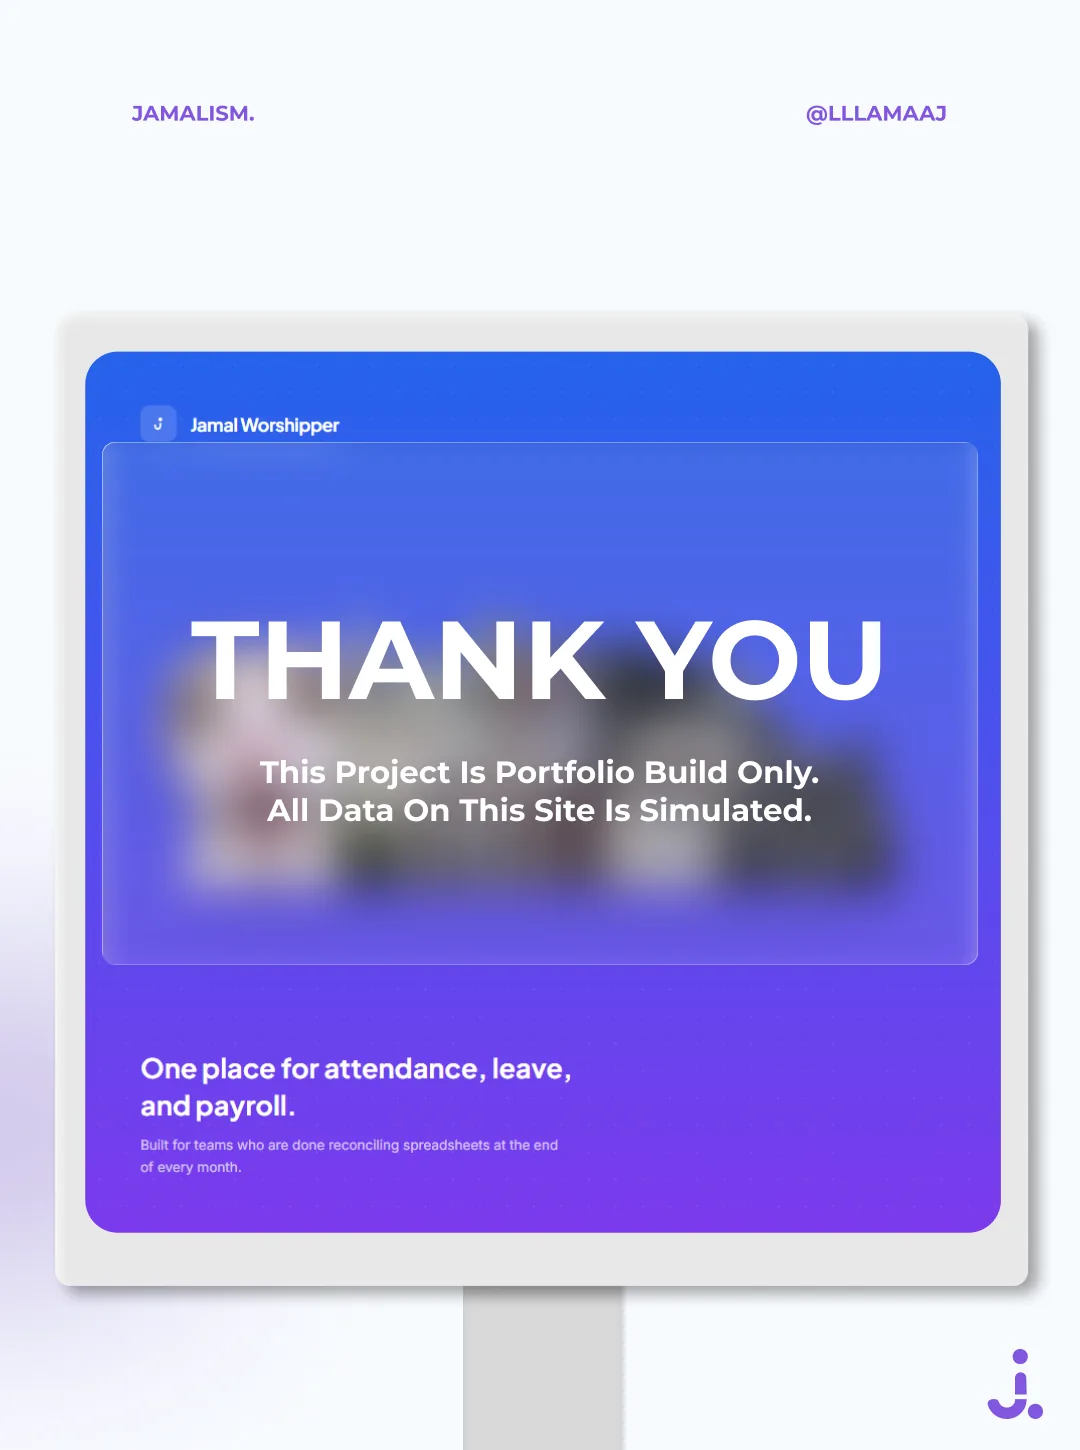 JAMALISM.
@LLLAMAAJ
Jamal Worshipper
THANK YOU
This Project Is Portfolio Build Only.
All Data On This Site Is Simulated.
One place for attendance, leave,
and payroll.
Built for teams who are done reconciling spreadsheets at the end
of every month.